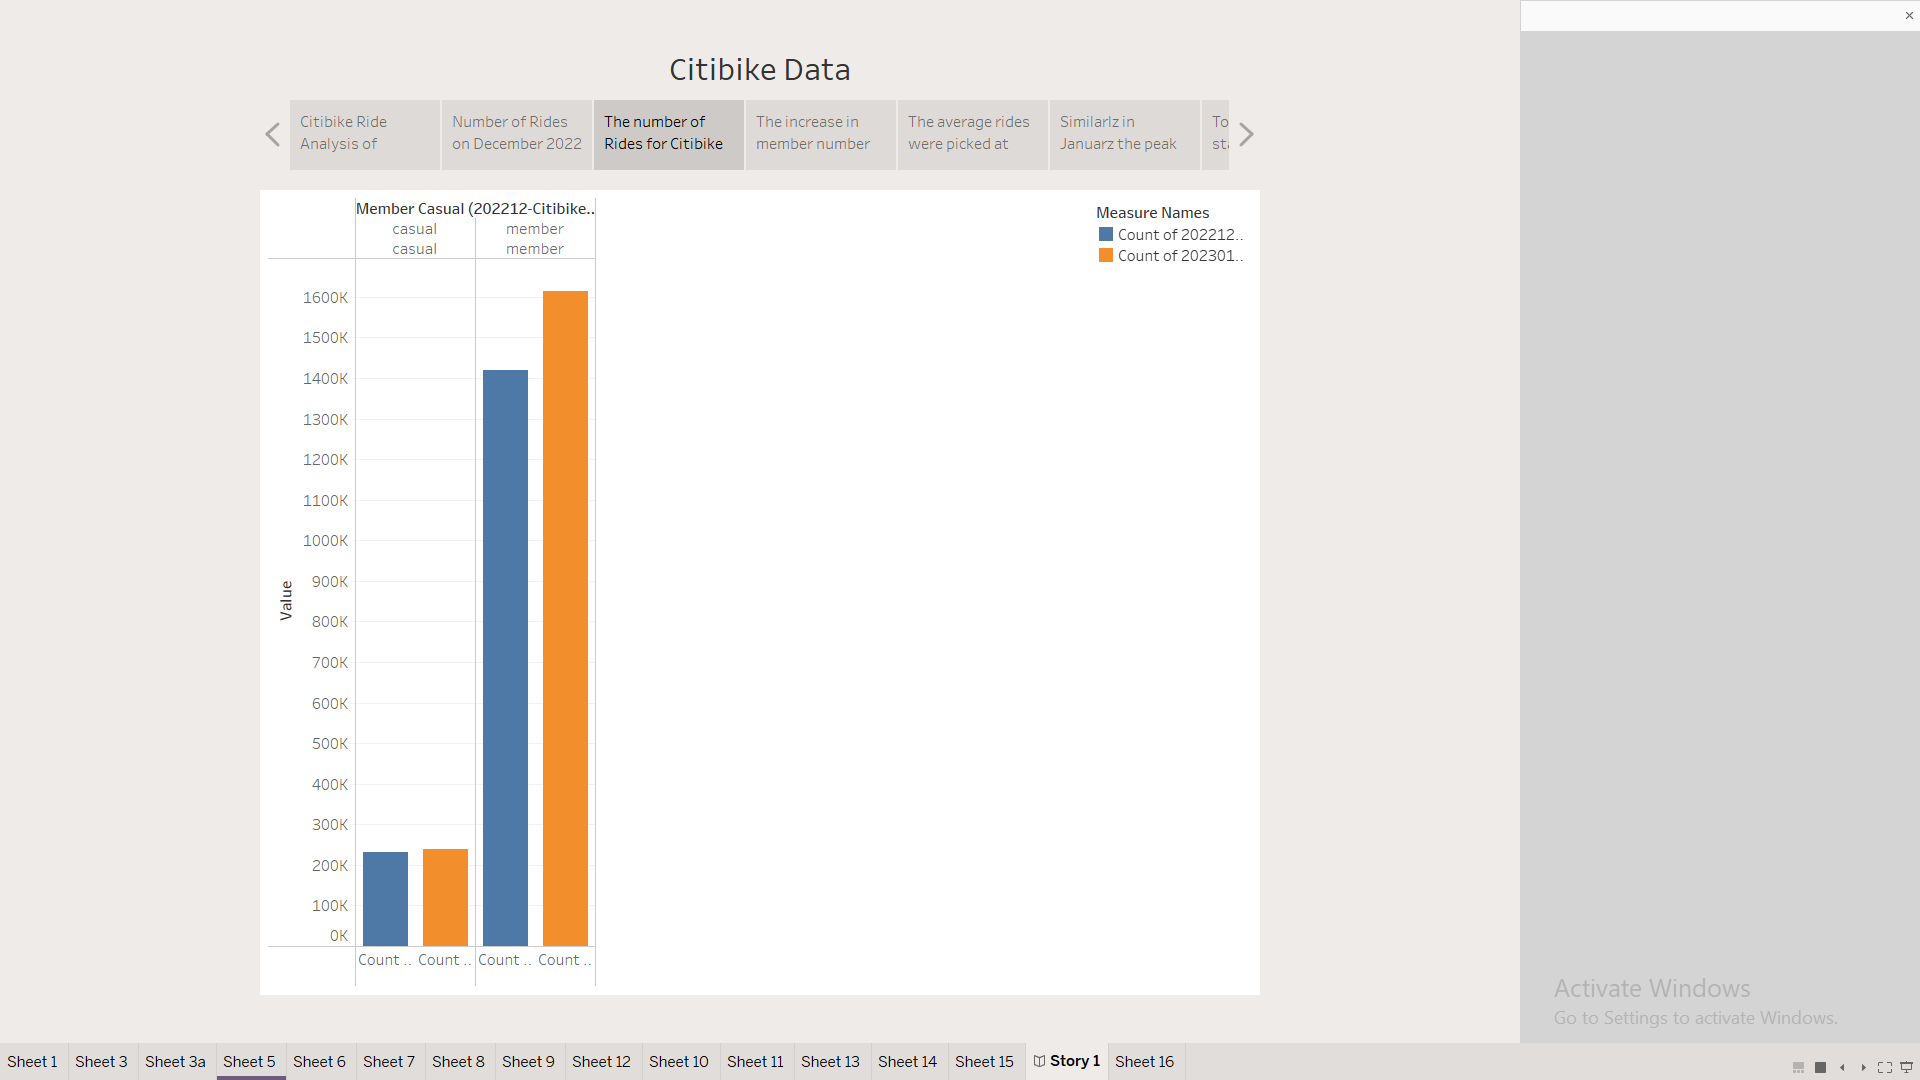 Citibike Data
Citibike Ride
Analysis of
Number of Rides
on December 2022
The number of
Rides for Citibike
The increase in
member number
The average rides
were picked at
Similarlz in
Januarz the peak
To
sta
Member Casual (202212-Citibike..
casual
member
casual
member
Measure Names
Count of 202212..
Count of 202301..
1600K
1500K
1400K
1300K
1200K
1100K
1000K
900K
800K
700K
600K
500K
400K
300K
200K
100K
0K
Value
Count ..
Count ..
Count ..
Count ..
Activate Windows
Go to Settings to activate Windows.
Sheet 1
Sheet 3
Sheet 3a
Sheet 5
Sheet 6
Sheet 7
Sheet 8
Sheet 9
Sheet 12
Sheet 10
Sheet 11
Sheet 13
Sheet 14
Sheet 15
Story 1
Sheet 16